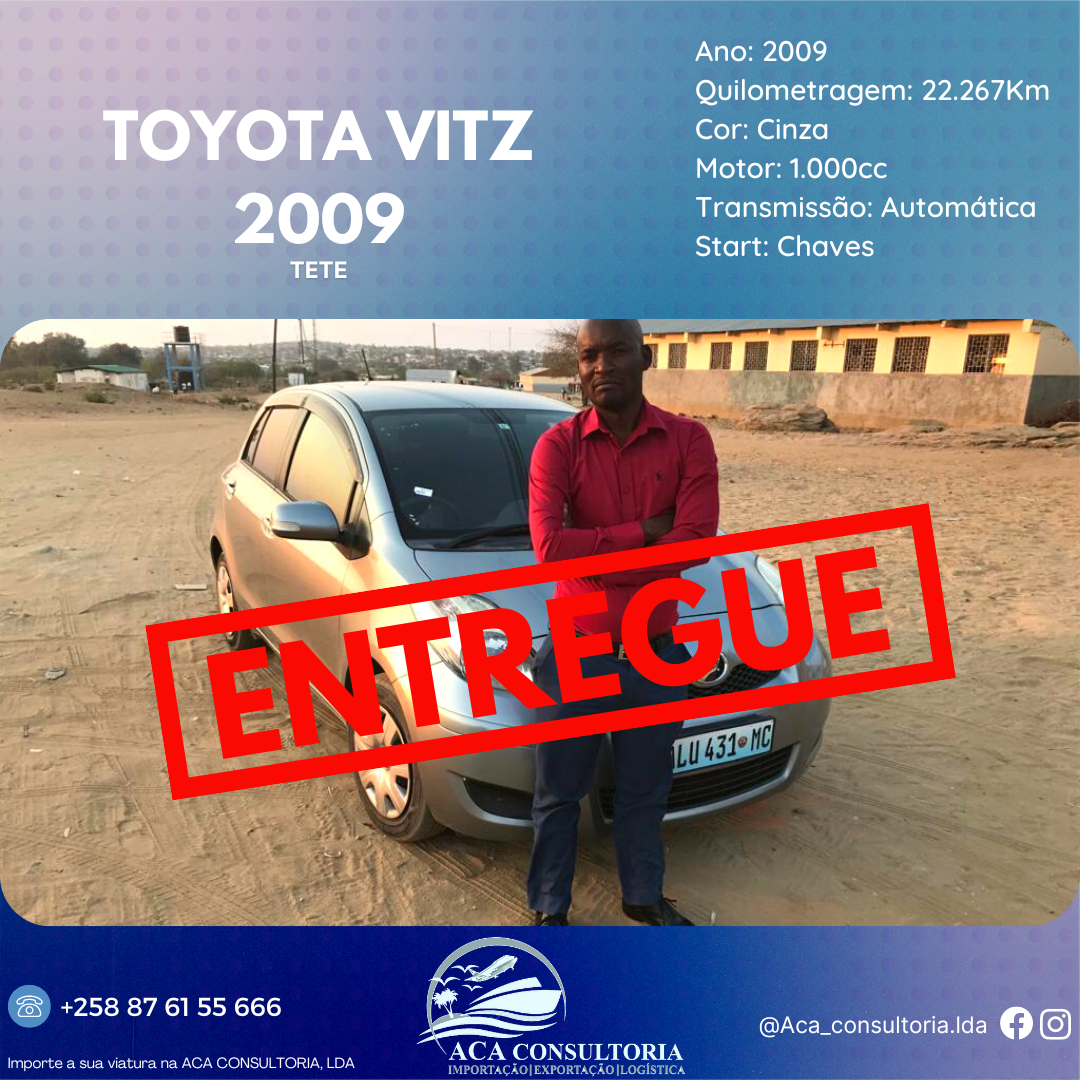 TOYOTA VITZ
2009
TETE
Ano: 2009
Quilometragem: 22.267Km
Cor: Cinza
Motor: 1.000cc
Transmissão: Automática
Start: Chaves
ENTREGUE
LU 431 MC
+258 87 61 55 666
Importe a sua viatura na ACA CONSULTORIA, LDA
ACA CONSULTORIA
IMPORTAÇÃO|EXPORTAÇÃO|LOGÍSTICA
@Aca_consultoria.lda